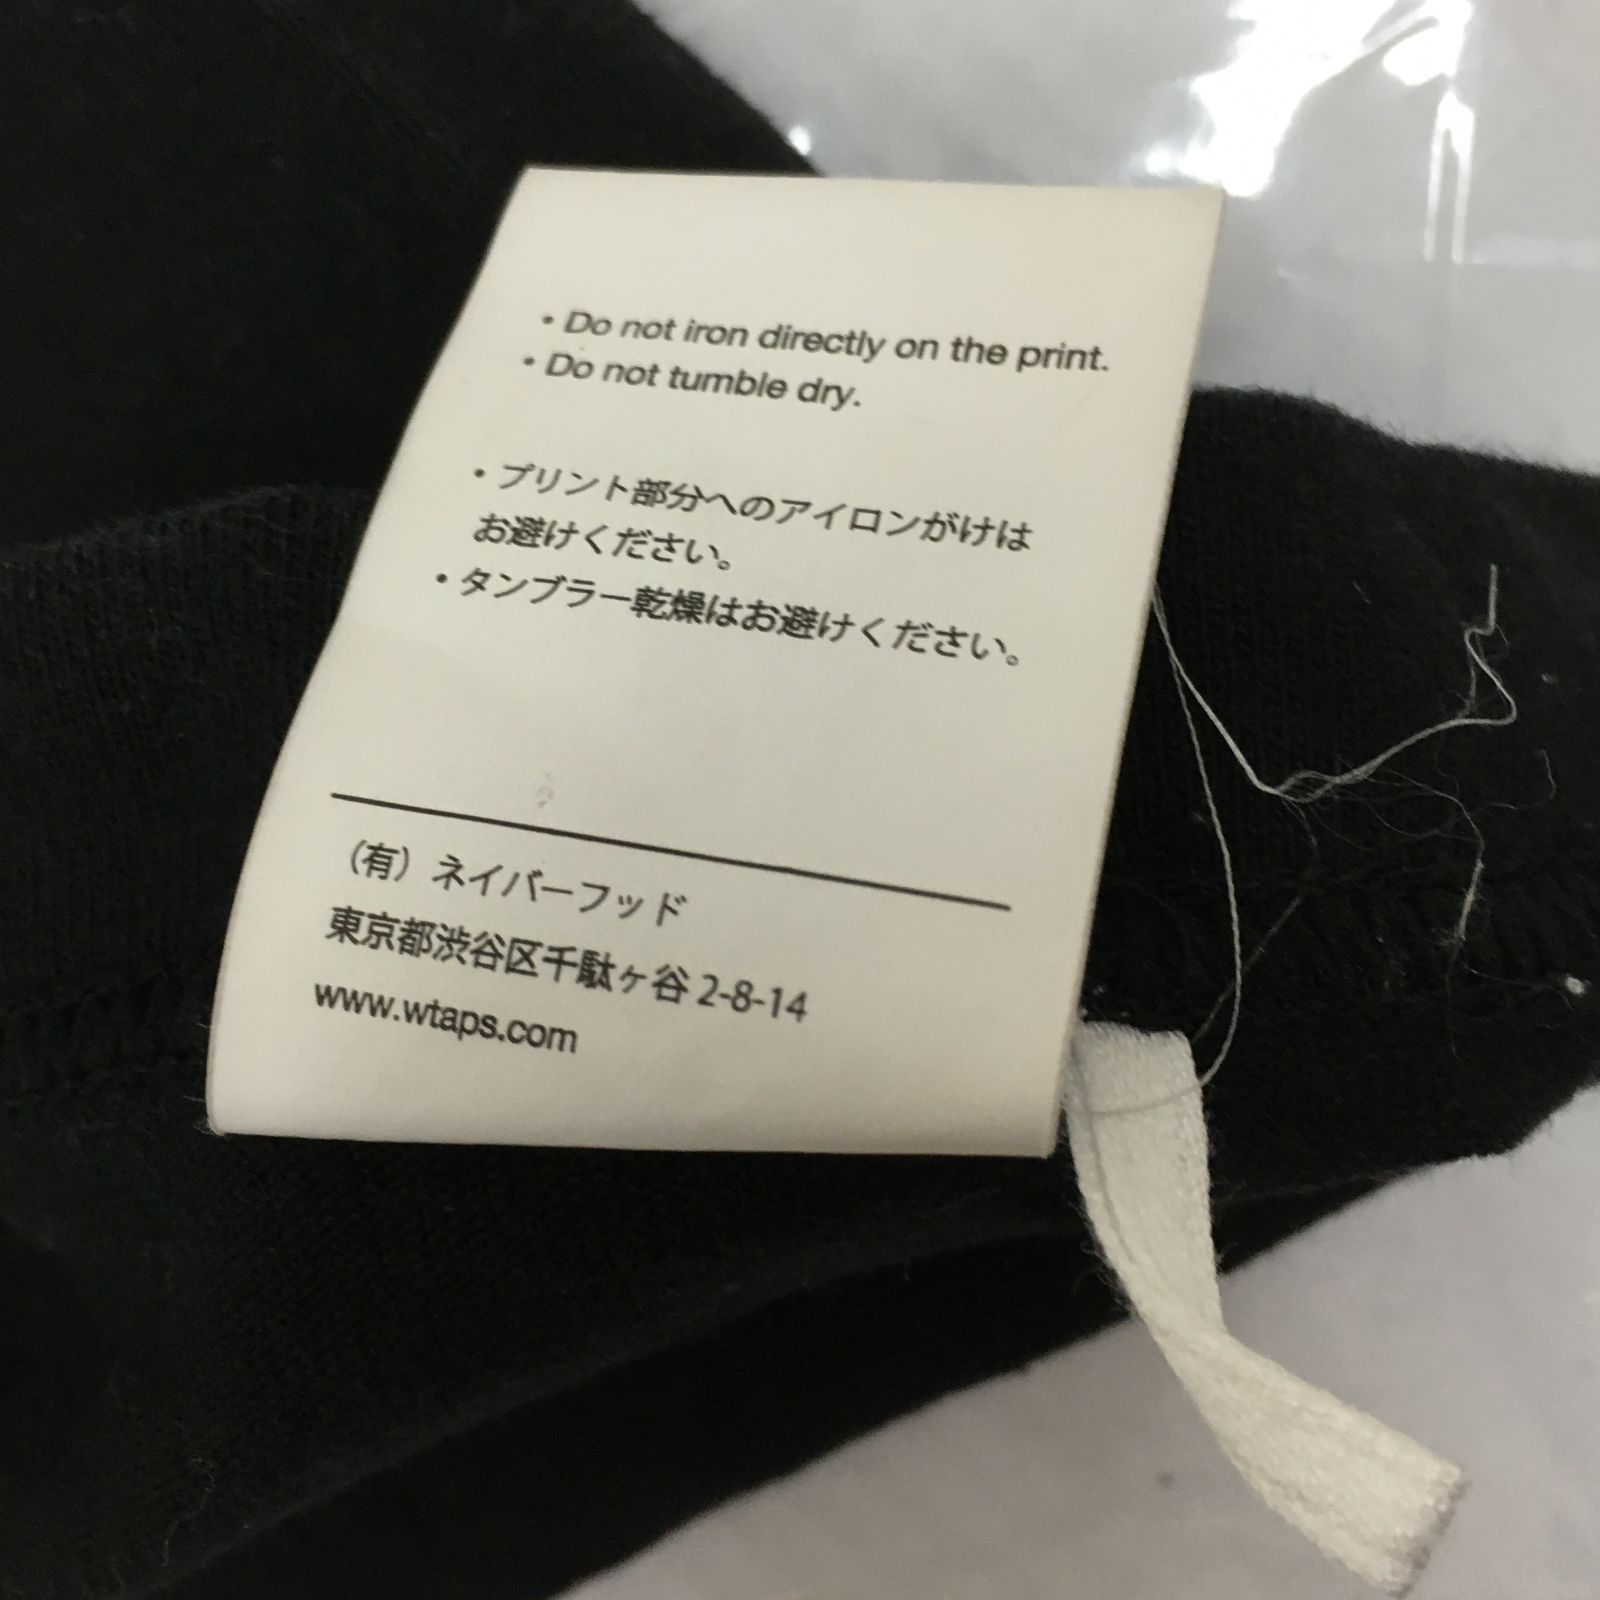 • Do not iron directly on the print.
• Do not tumble dry.
• プリント部分へのアイロンがけは
お避けください。
• タンブラー乾燥はお避けください。
（有）ネイバーフッド
東京都渋谷区千駄ヶ谷 2-8-14
www.wtaps.com